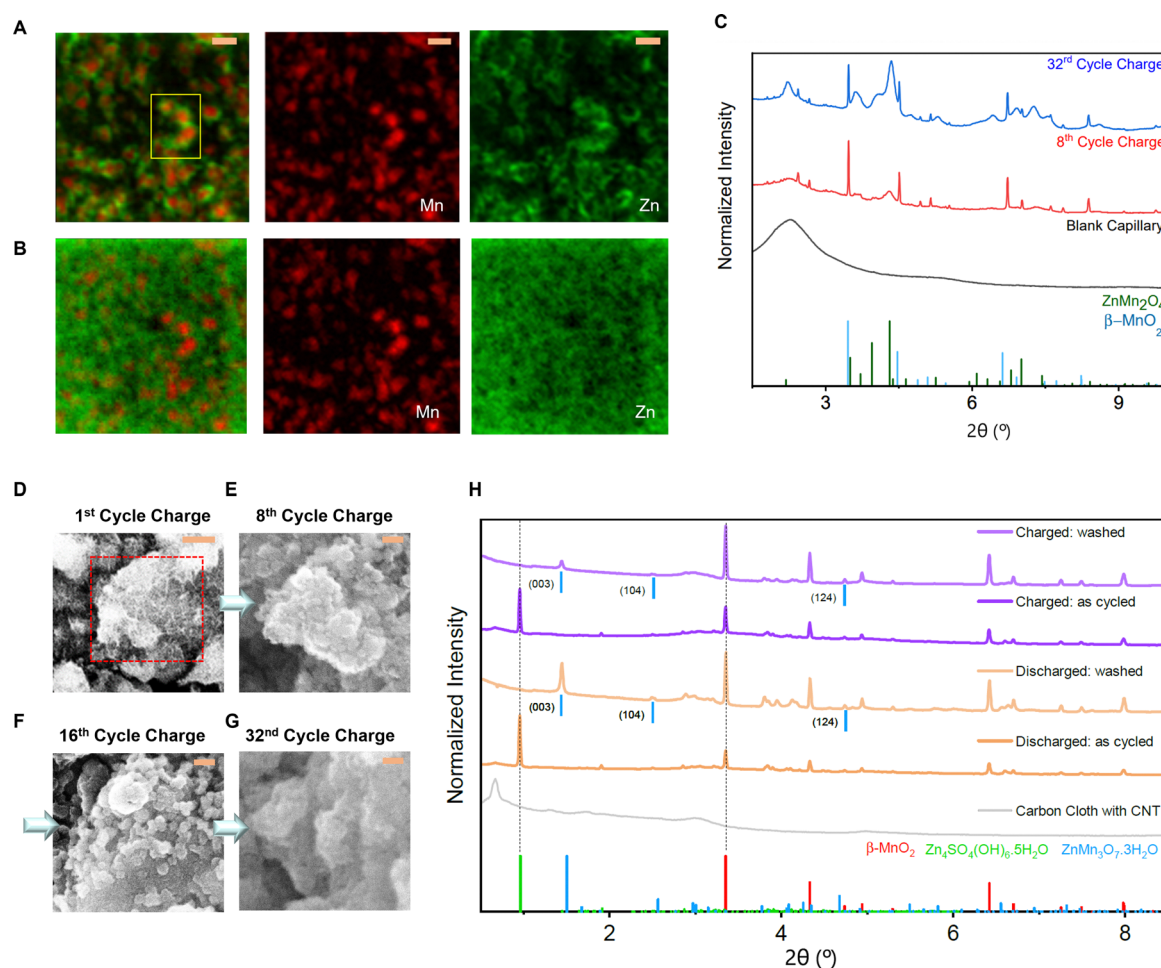 A
Mn
Zn
B
Mn
Zn
C
Normalized Intensity
32rd Cycle Charge
8th Cycle Charge
Blank Capillary
ZnMn2O4
β–MnO2
3
6
9
2θ (º)
D
1st Cycle Charge
E
8th Cycle Charge
F
16th Cycle Charge
G
32nd Cycle Charge
H
Normalized Intensity
Charged: washed
(003)
(104)
(124)
Charged: as cycled
Discharged: washed
(003)
(104)
(124)
Discharged: as cycled
Carbon Cloth with CNT
β-MnO2 Zn4SO4(OH)6.5H2O ZnMn3O7.3H2O
2
4
6
8
2θ (º)